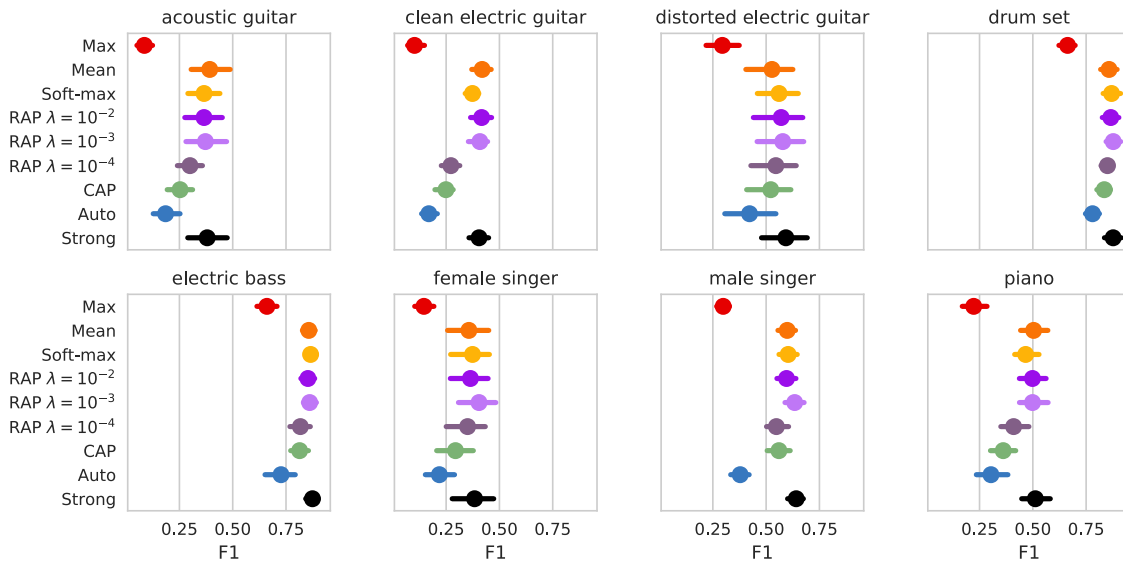 acoustic guitar clean electric guitar distorted electric guitar drum set
Max
Mean
Soft-max
RAP λ = 10⁻²
RAP λ = 10⁻³
RAP λ = 10⁻⁴
CAP
Auto
Strong
electric bass female singer male singer piano
Max
Mean
Soft-max
RAP λ = 10⁻²
RAP λ = 10⁻³
RAP λ = 10⁻⁴
CAP
Auto
Strong
0.25 0.50 0.75 0.25 0.50 0.75 0.25 0.50 0.75 0.25 0.50 0.75
F1 F1 F1 F1